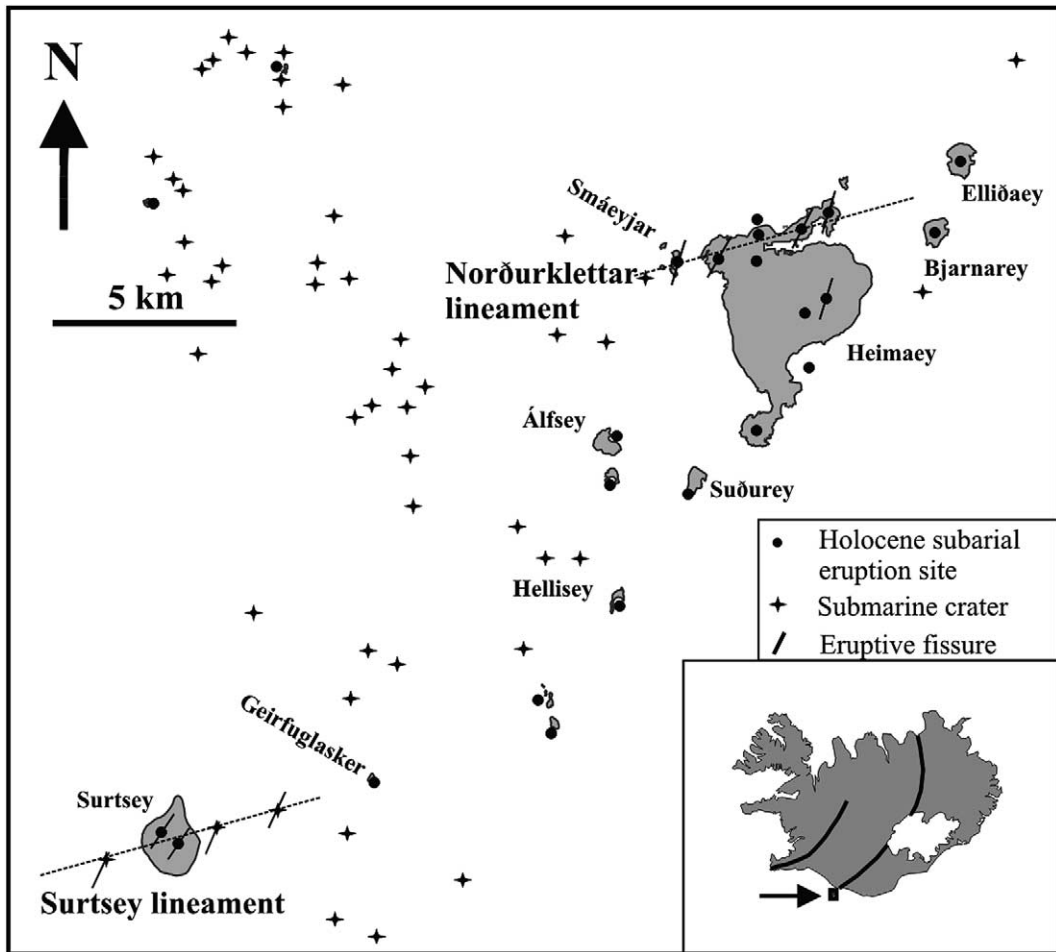 N
5 km
Smáeyjar
Norðurklettar
lineament
Elliðaey
Bjarnarey
Heimaey
Álfsey
Suðurey
Hellisey
Geirfuglasker
Surtsey
Surtsey lineament
Holocene subarial
eruption site
Submarine crater
Eruptive fissure